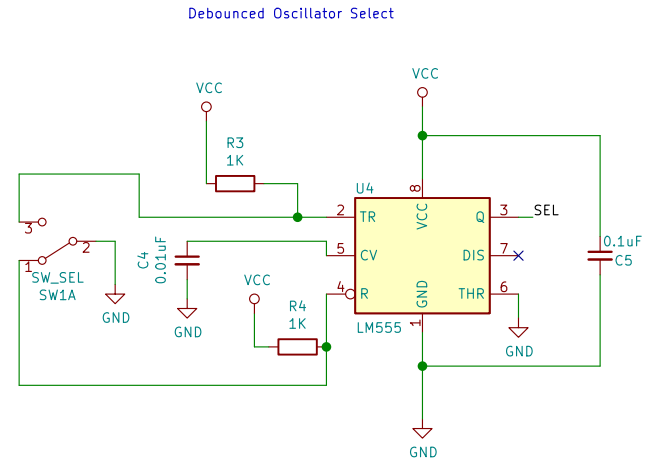 Debounced Oscillator Select
VCC
VCC
R3
1K
U4
8
3
2
TR
VCC
Q
3
SEL
2
1
SW_SEL
SW1A
GND
C4
0.01uF
GND
5
CV
DIS
7
0.1uF
C5
VCC
R4
1K
4
R
GND
THR
6
GND
LM555
1
GND